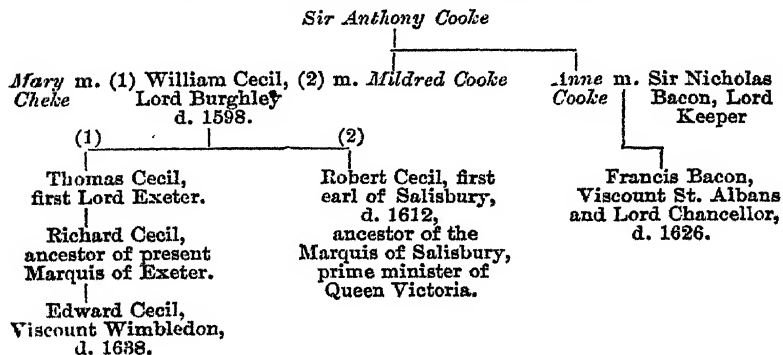 Sir Anthony Cooke
Mary m. (1) William Cecil, (2) m. Mildred Cooke
Cheke
Lord Burghley
d. 1598.
Anne m. Sir Nicholas
Cooke Bacon, Lord
Keeper
(1) (2)
Thomas Cecil,
first Lord Exeter.
Richard Cecil,
ancestor of present
Marquis of Exeter.
Edward Cecil,
Viscount Wimbledon,
d. 1638.
Robert Cecil, first
earl of Salisbury,
d. 1612,
ancestor of the
Marquis of Salisbury,
prime minister of
Queen Victoria.
Francis Bacon,
Viscount St. Albans
and Lord Chancellor,
d. 1626.